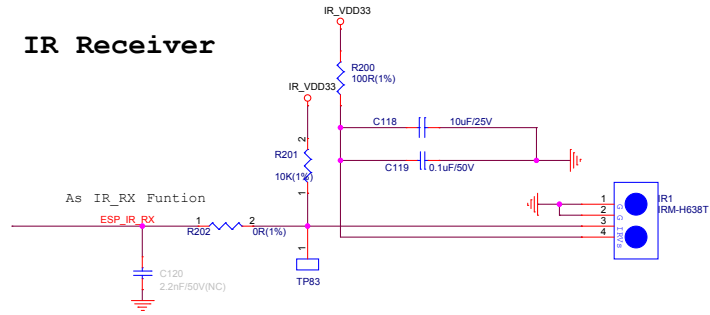 IR_VDD33
IR Receiver
R200
100R(1%)
IR_VDD33
C118
10uF/25V
2
R201
10K(1%)
C119
0.1uF/50V
1
As IR_RX Funtion
ESP_IR_RX
1
2
R202
0R(1%)
1
2
3
4
G
G
IR
Vs
IR1
IRM-H638T
1
TP83
C120
2.2nF/50V(NC)